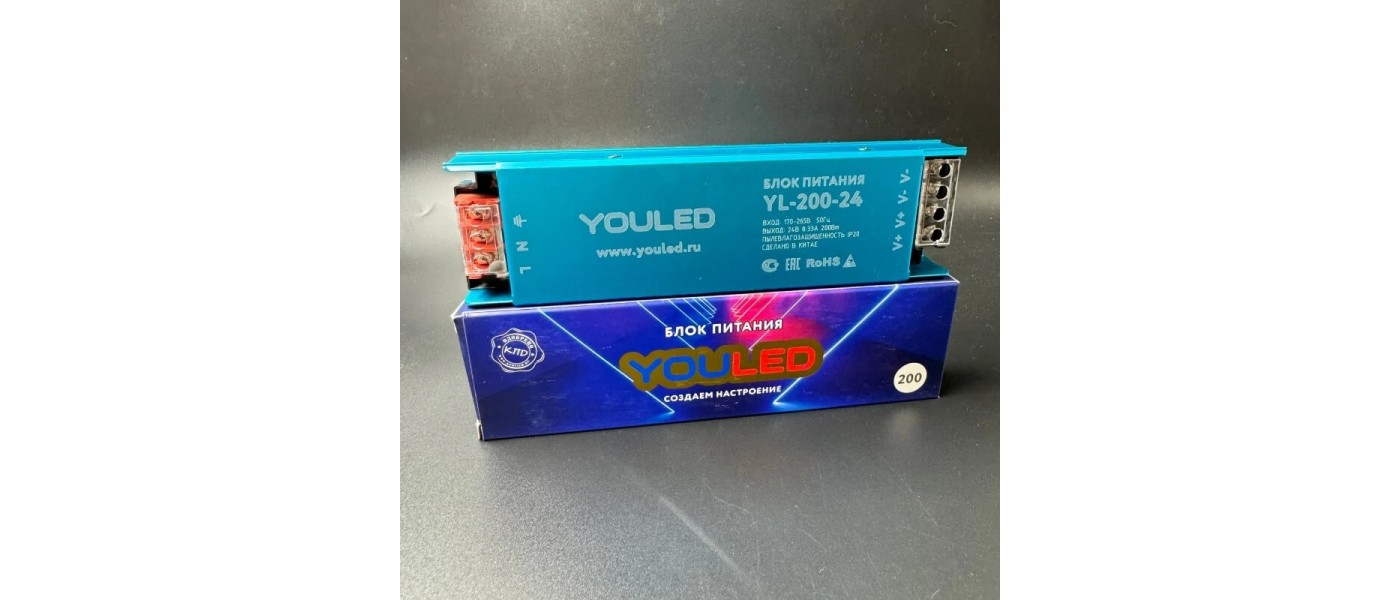 YOULED
www.youled.ru
БЛОК ПИТАНИЯ
YL-200-24
ВХОД: 170-265В 50Гц
ВЫХОД: 24В 8.33А 200Вт
ПЫЛЕВЛАГОЗАЩИЩЕННОСТЬ IP20
СДЕЛАНО В КИТАЕ
EAC RoHS
L N
V+ V+ V- V-
БЛОК ПИТАНИЯ
YOULED
СОЗДАЕМ НАСТРОЕНИЕ
КПD
200